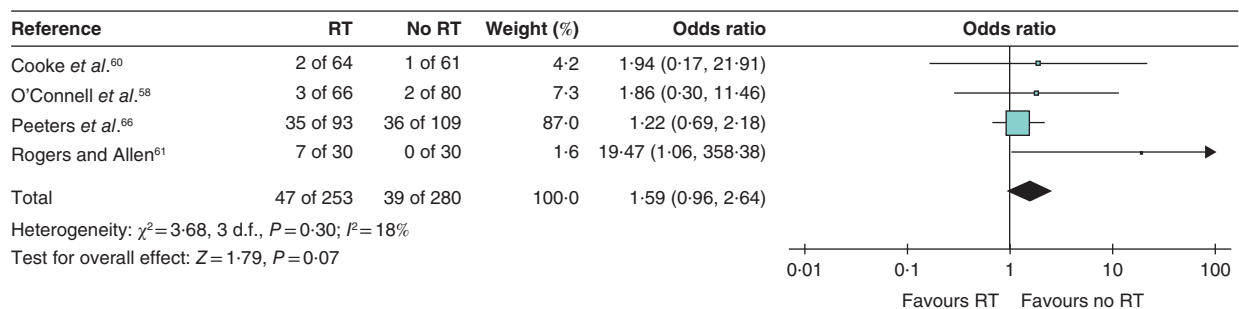 Reference RT No RT Weight (%) Odds ratio Odds ratio
Cooke et al.⁶⁰ 2 of 64 1 of 61 4·2 1·94 (0·17, 21·91)
O'Connell et al.⁵⁸ 3 of 66 2 of 80 7·3 1·86 (0·30, 11·46)
Peeters et al.⁶⁶ 35 of 93 36 of 109 87·0 1·22 (0·69, 2·18)
Rogers and Allen⁶¹ 7 of 30 0 of 30 1·6 19·47 (1·06, 358·38)
Total 47 of 253 39 of 280 100·0 1·59 (0·96, 2·64)
Heterogeneity: χ²=3·68, 3 d.f., P=0·30; I²=18%
Test for overall effect: Z=1·79, P=0·07
0·01 0·1 1 10 100
Favours RT Favours no RT